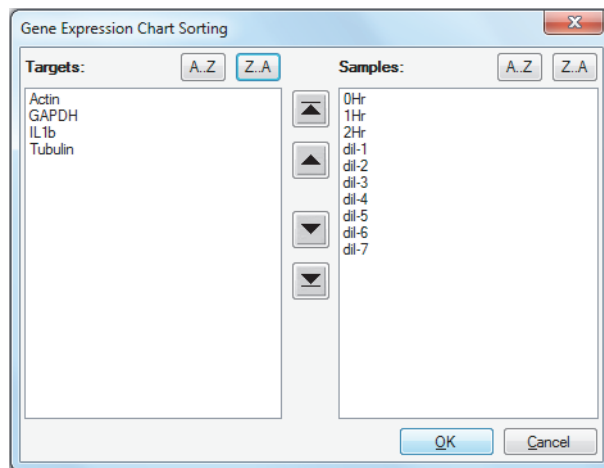 Gene Expression Chart Sorting
Targets: A..Z Z..A Samples: A..Z Z..A
Actin
GAPDH
IL1b
Tubulin
0Hr
1Hr
2Hr
dil-1
dil-2
dil-3
dil-4
dil-5
dil-6
dil-7
OK Cancel